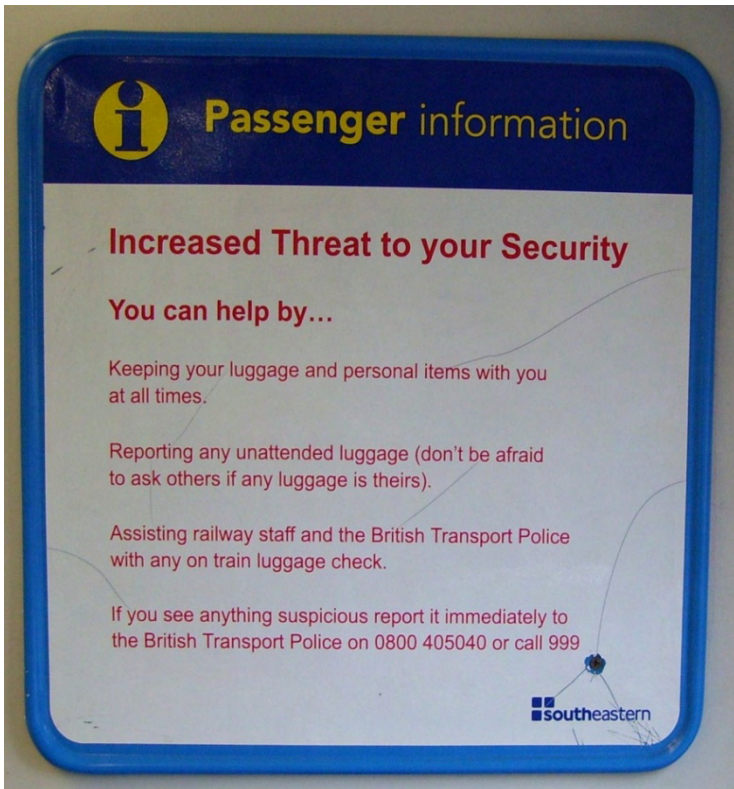 i Passenger information
Increased Threat to your Security
You can help by...
Keeping your luggage and personal items with you
at all times.
Reporting any unattended luggage (don't be afraid
to ask others if any luggage is theirs).
Assisting railway staff and the British Transport Police
with any on train luggage check.
If you see anything suspicious report it immediately to
the British Transport Police on 0800 405040 or call 999
southeastern